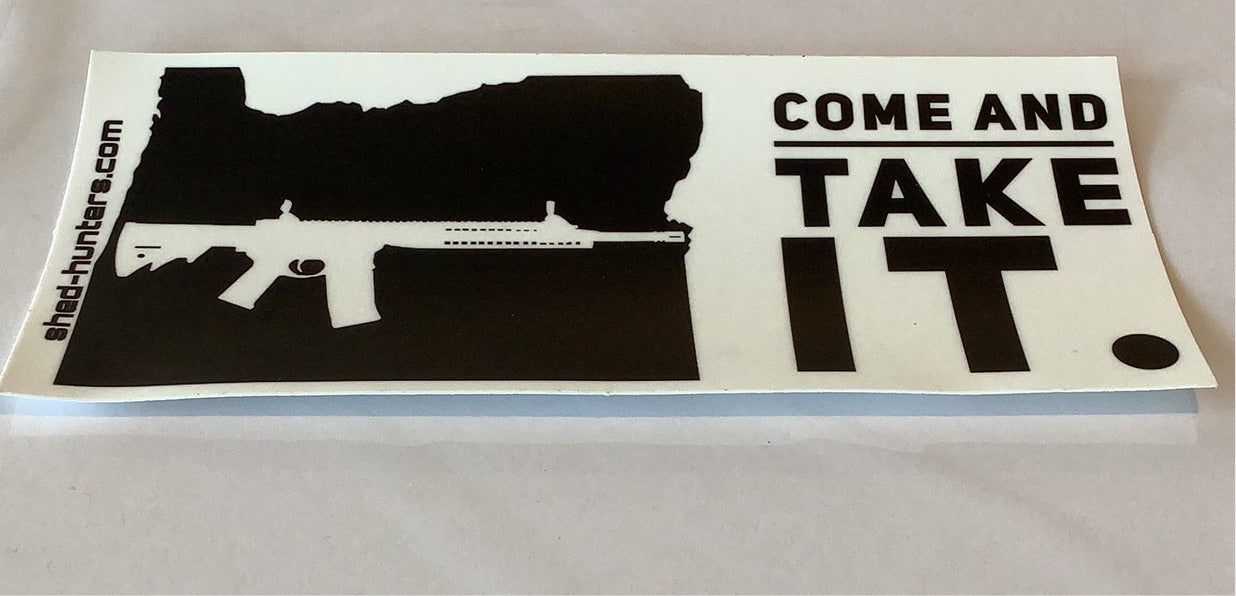 shed-hunters.com
COME AND
TAKE
IT.